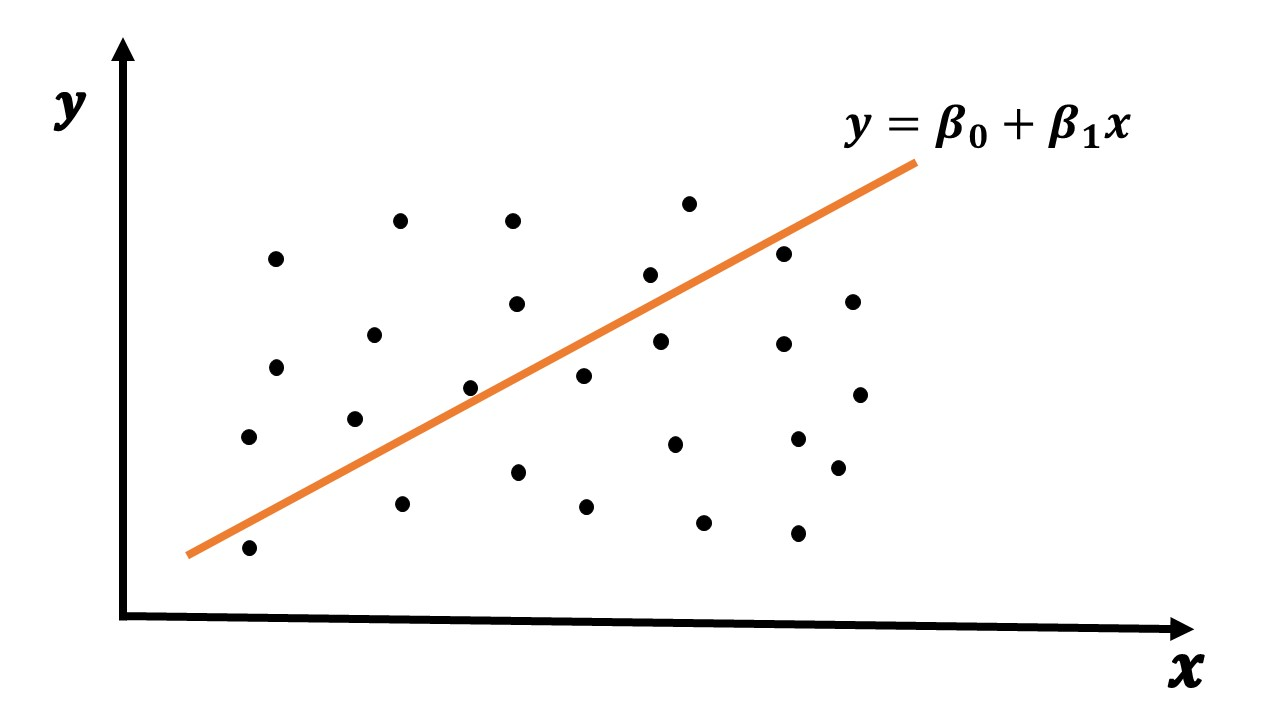 y
y = β₀ + β₁x
x